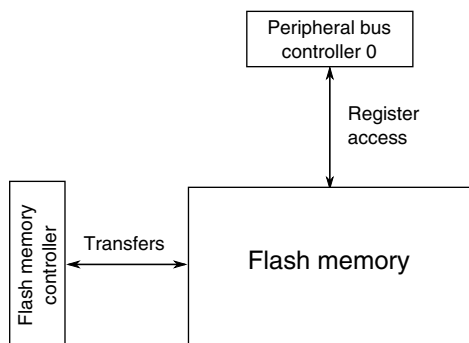 Peripheral bus
controller 0
Register
access
Flash memory
controller
Transfers
Flash memory